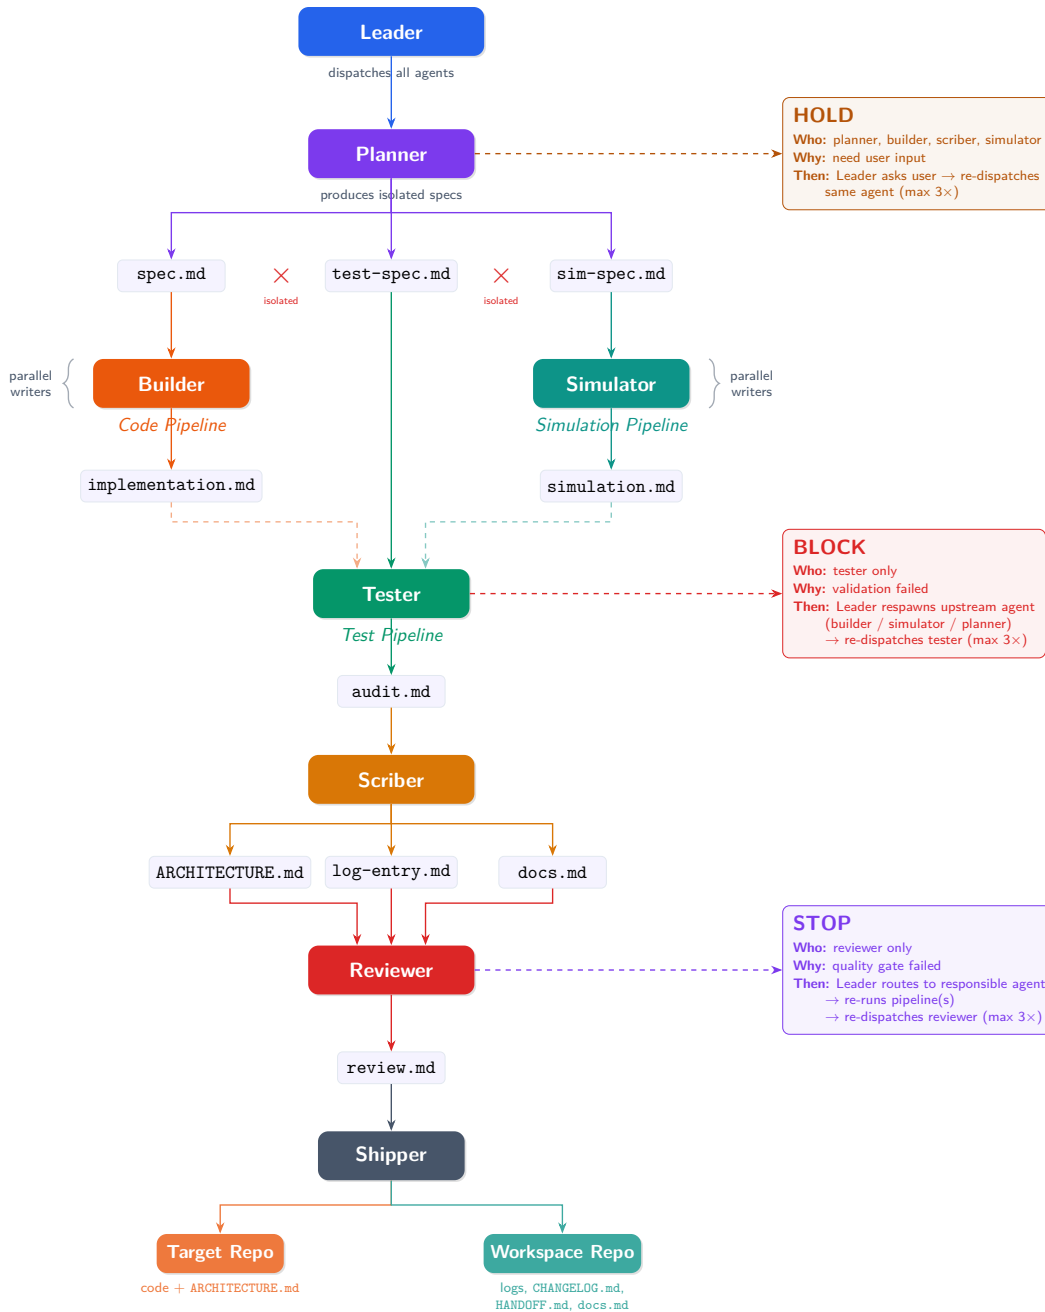 Leader
dispatches all agents
Planner
HOLD
Who: planner, builder, scriber, simulator
Why: need user input
Then: Leader asks user → re-dispatches
same agent (max 3×)
produces isolated specs
spec.md
isolated
test-spec.md
isolated
sim-spec.md
parallel
writers
Builder
Code Pipeline
Simulator
Simulation Pipeline
parallel
writers
implementation.md
simulation.md
Tester
Test Pipeline
BLOCK
Who: tester only
Why: validation failed
Then: Leader respawns upstream agent
(builder / simulator / planner)
→ re-dispatches tester (max 3×)
audit.md
Scriber
ARCHITECTURE.md
log-entry.md
docs.md
Reviewer
STOP
Who: reviewer only
Why: quality gate failed
Then: Leader routes to responsible agent
→ re-runs pipeline(s)
→ re-dispatches reviewer (max 3×)
review.md
Shipper
Target Repo
code + ARCHITECTURE.md
Workspace Repo
logs, CHANGELOG.md,
HANDOFF.md, docs.md